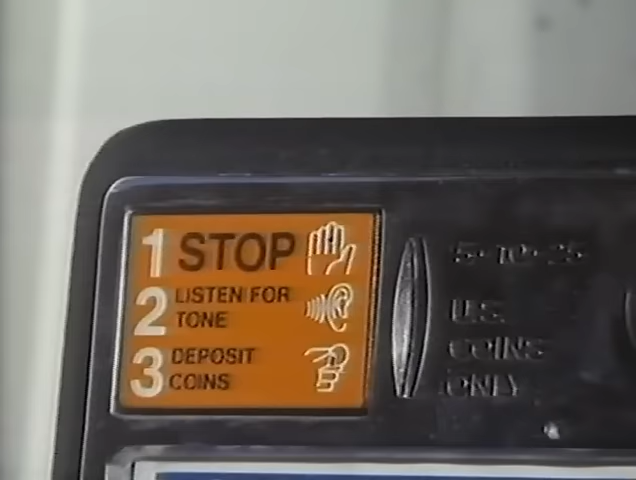 1 STOP
2 LISTEN FOR
TONE
3 DEPOSIT
COINS
5·10·25
U.S.
COINS
ONLY